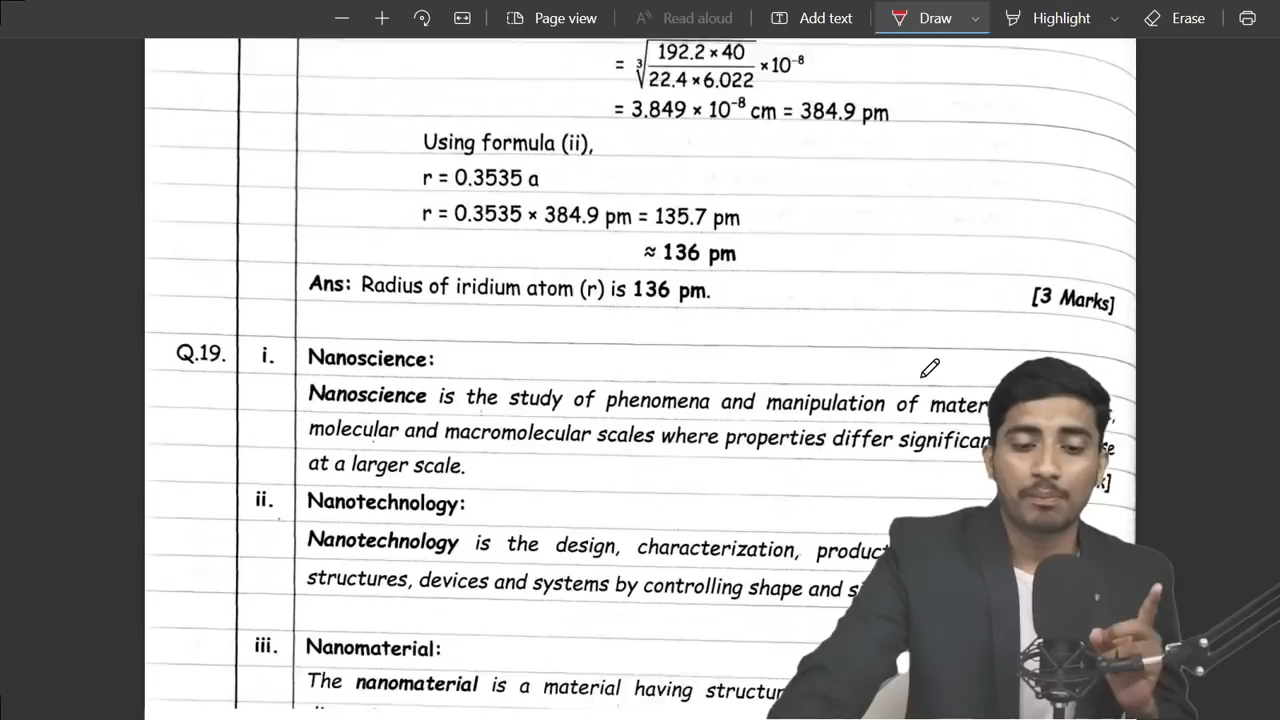 Page view
Read aloud
Add text
Draw
Highlight
Erase
= ∛(192.2 × 40 / 22.4 × 6.022) × 10⁻⁸
= 3.849 × 10⁻⁸ cm = 384.9 pm
Using formula (ii),
r = 0.3535 a
r = 0.3535 × 384.9 pm = 135.7 pm
≈ 136 pm
Ans: Radius of iridium atom (r) is 136 pm.
[3 Marks]
Q.19. i. Nanoscience:
Nanoscience is the study of phenomena and manipulation of
molecular and macromolecular scales where properties differ
at a larger scale.
ii. Nanotechnology:
Nanotechnology is the design, characterization,
structures, devices and systems by controlling shape and
iii. Nanomaterial:
The nanomaterial is a material having